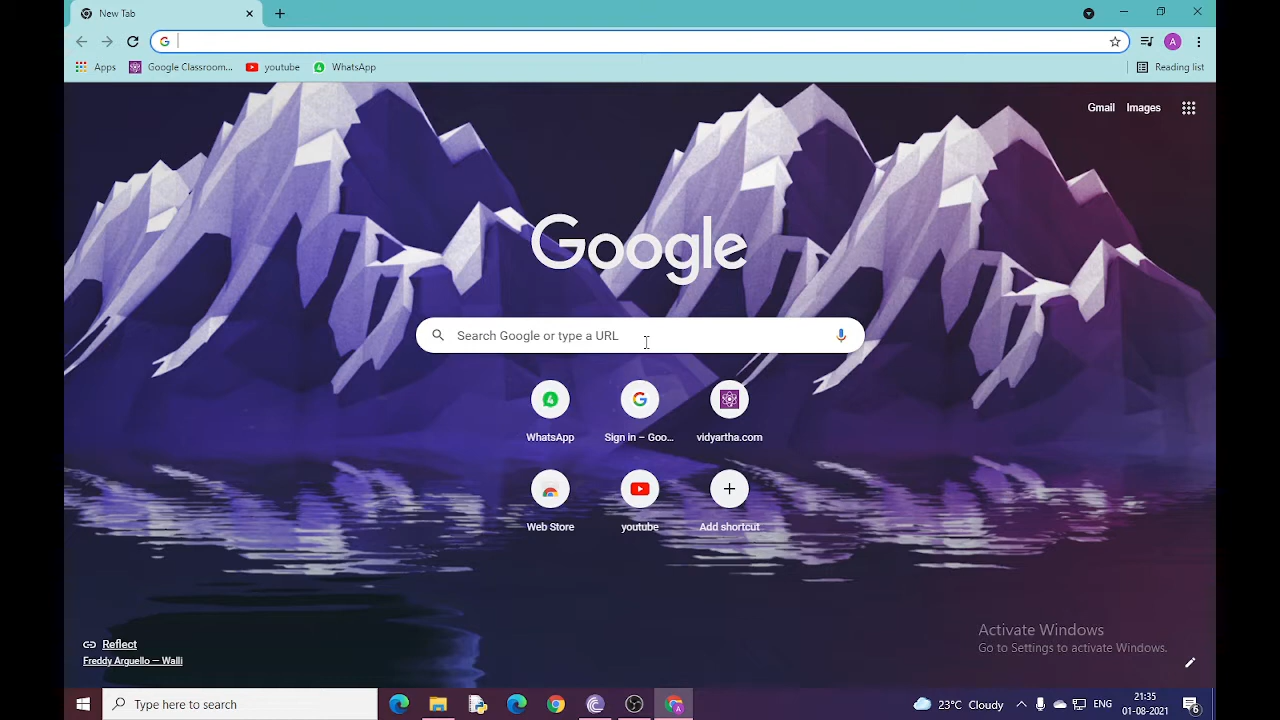 New Tab
Apps
Google Classroom...
youtube
WhatsApp
Reading list
Gmail
Images
Google
Search Google or type a URL
WhatsApp
Sign in – Goo...
vidyartha.com
Web Store
youtube
Add shortcut
Reflect
Freddy Arguello — Walli
Activate Windows
Go to Settings to activate Windows.
Type here to search
23°C Cloudy
ENG
21:35
01-08-2021